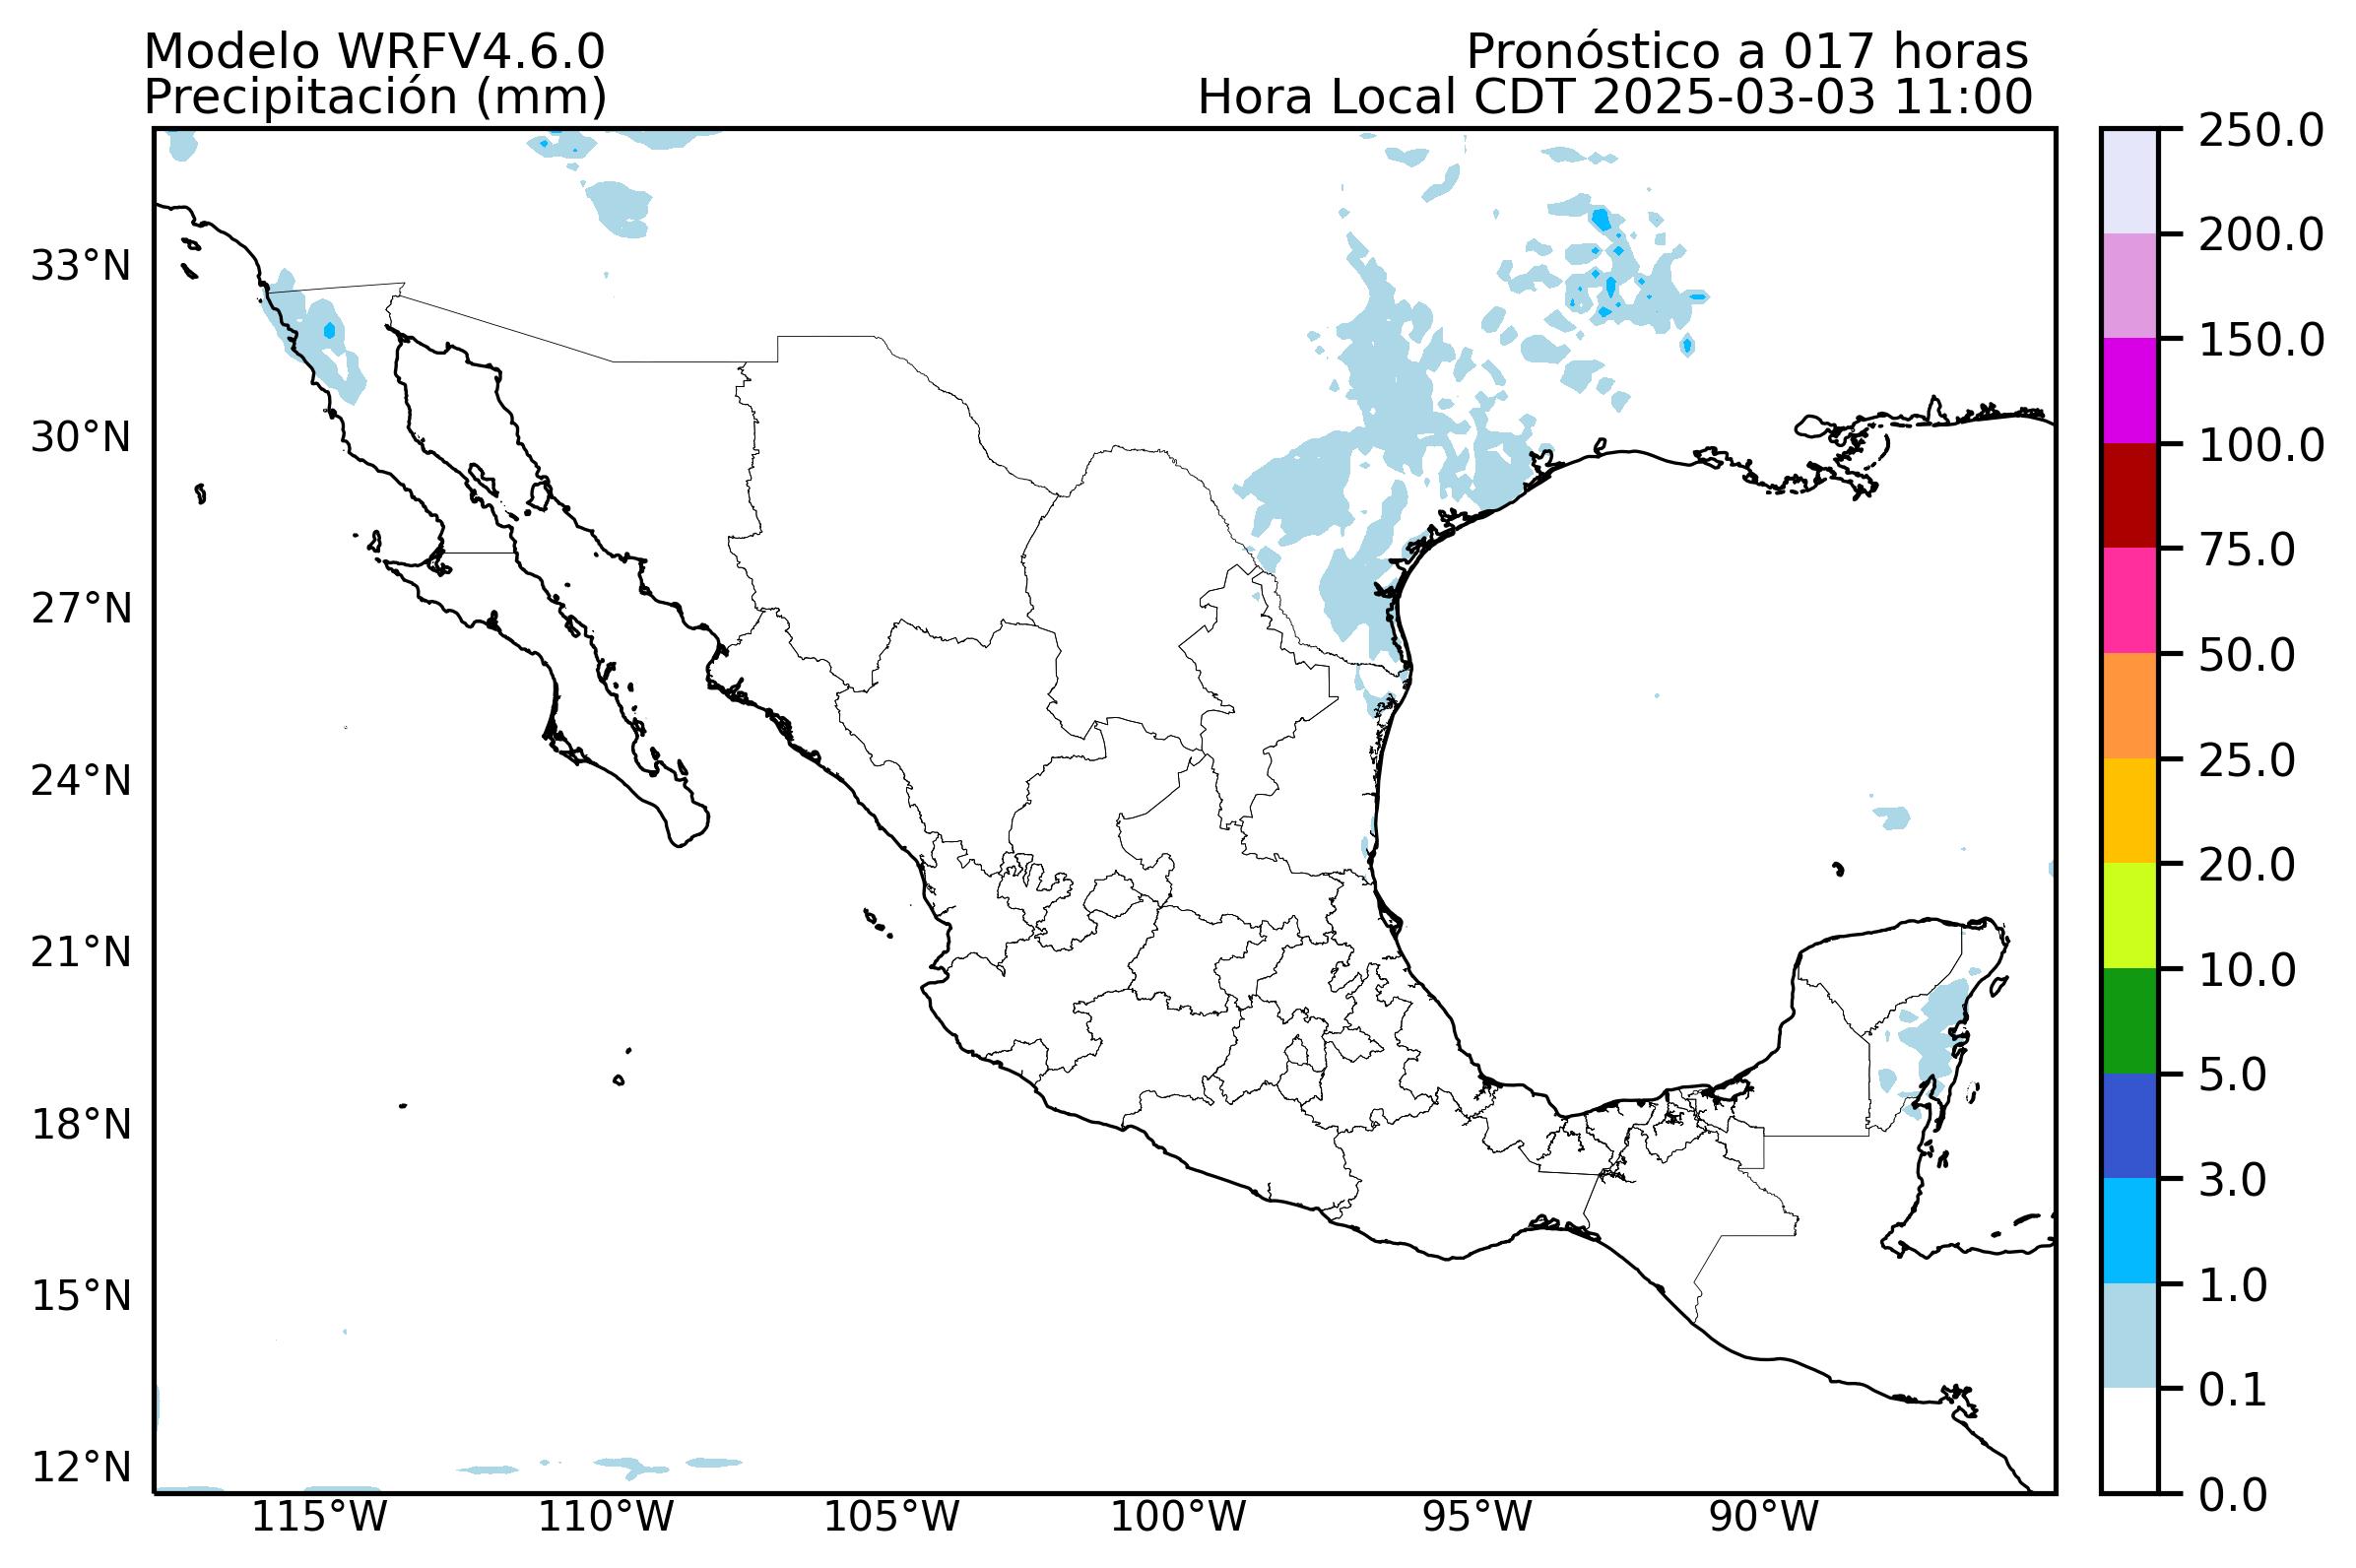 Modelo WRFV4.6.0
Pronóstico a 017 horas
Precipitación (mm)
Hora Local CDT 2025-03-03 11:00
33°N
30°N
27°N
24°N
21°N
18°N
15°N
12°N
115°W
110°W
105°W
100°W
95°W
90°W
250.0
200.0
150.0
100.0
75.0
50.0
25.0
20.0
10.0
5.0
3.0
1.0
0.1
0.0